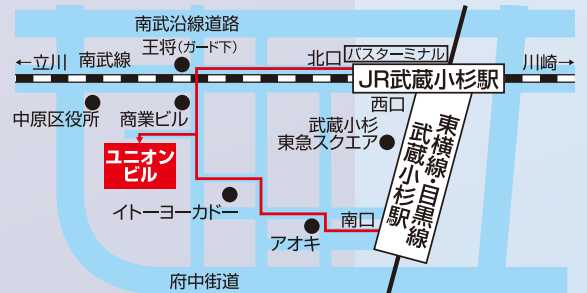 南武沿線道路
王将（ガード下）
北口
バスターミナル
←立川
南武線
川崎→
JR武蔵小杉駅
西口
中原区役所
商業ビル
武蔵小杉
東急スクエア
東横線・目黒線
武蔵小杉駅
ユニオン
ビル
イトーヨーカドー
南口
アオキ
府中街道